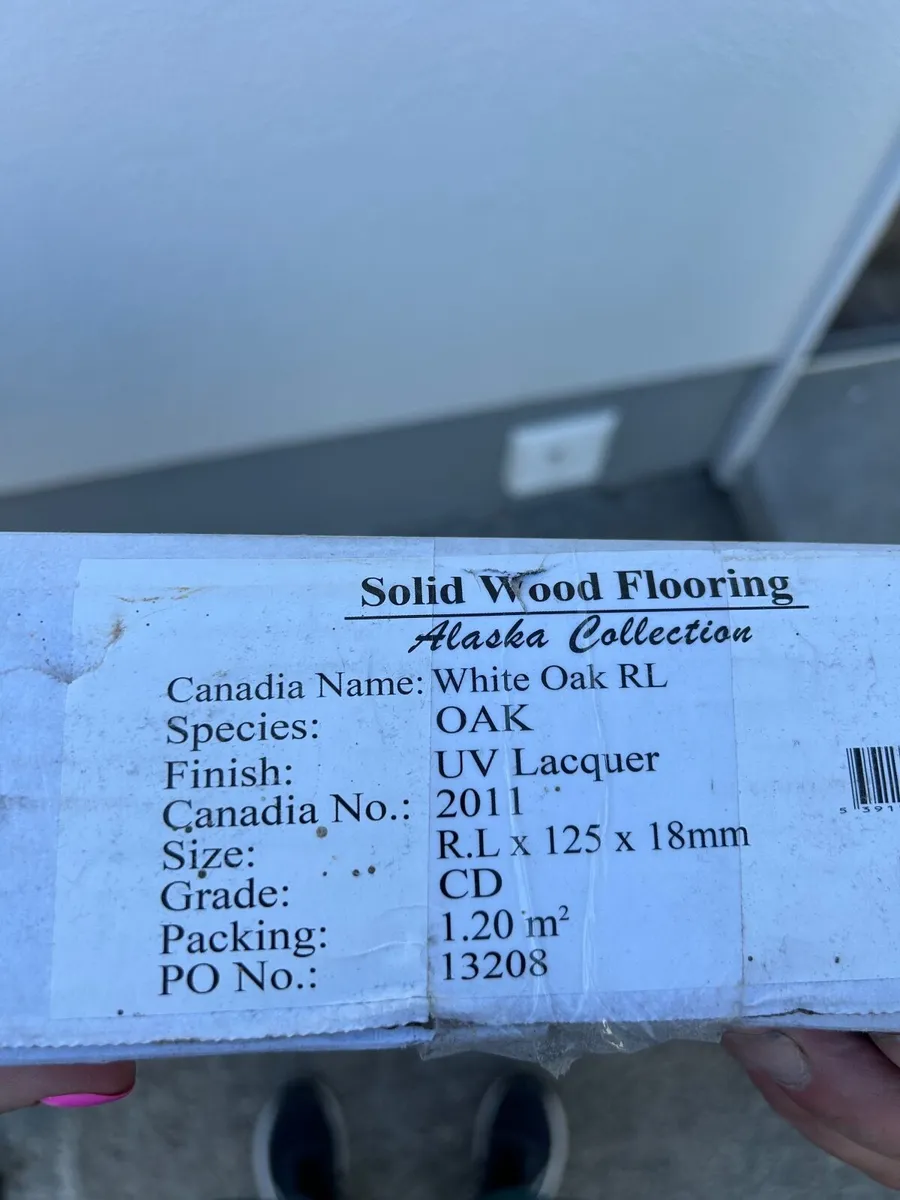 Solid Wood Flooring
Alaska Collection
Canadia Name: White Oak RL
Species: OAK
Finish: UV Lacquer
Canadia No.: 2011
Size: R.L x 125 x 18mm
Grade: CD
Packing: 1.20 m²
PO No.: 13208
5 391